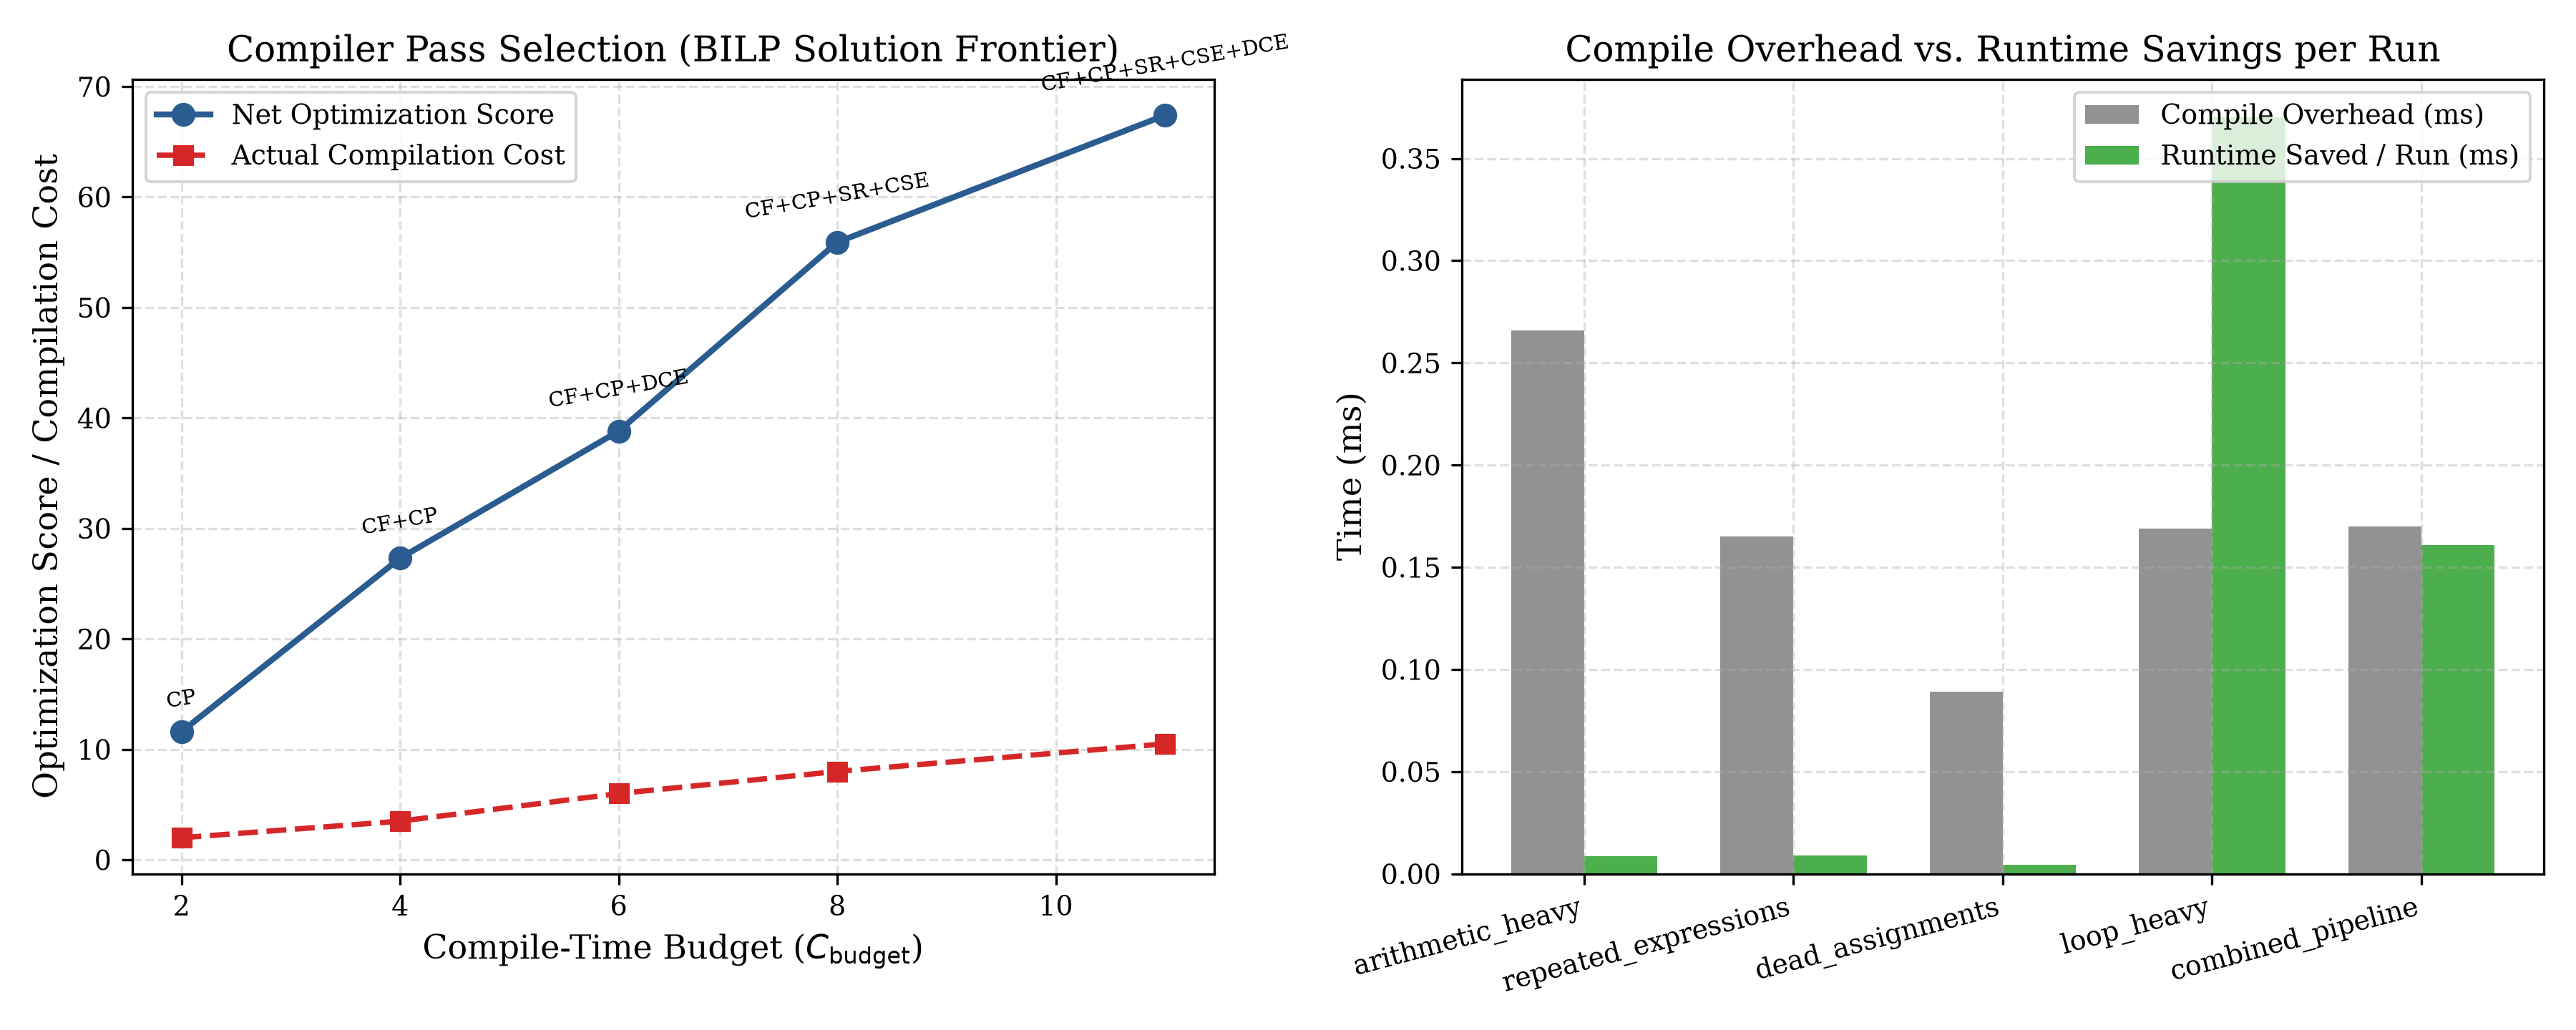 Compiler Pass Selection (BILP Solution Frontier)
Net Optimization Score
Actual Compilation Cost
Optimization Score / Compilation Cost
70
60
50
40
30
20
10
0
CP
CF+CP
CF+CP+DCE
CF+CP+SR+CSE
CF+CP+SR+CSE+DCE
2 4 6 8 10
Compile-Time Budget (C_budget)
Compile Overhead vs. Runtime Savings per Run
Compile Overhead (ms)
Runtime Saved / Run (ms)
Time (ms)
0.35
0.30
0.25
0.20
0.15
0.10
0.05
0.00
arithmetic_heavy
repeated_expressions
dead_assignments
loop_heavy
combined_pipeline